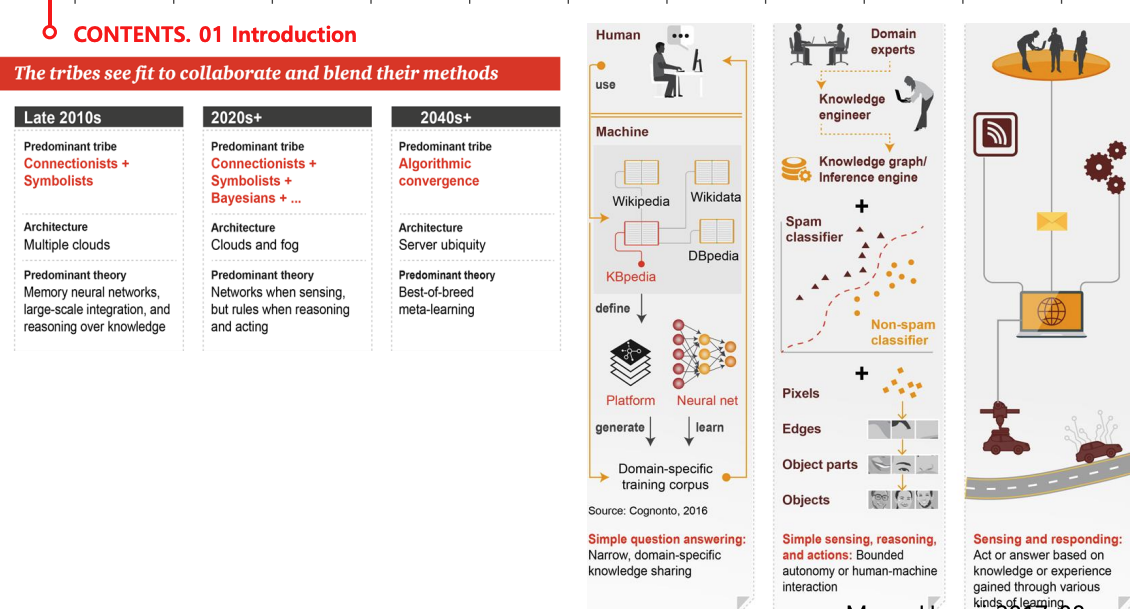 CONTENTS. 01 Introduction
The tribes see fit to collaborate and blend their methods
Late 2010s
Predominant tribe
Connectionists +
Symbolists
Architecture
Multiple clouds
Predominant theory
Memory neural networks,
large-scale integration, and
reasoning over knowledge
2020s+
Predominant tribe
Connectionists +
Symbolists +
Bayesians + ...
Architecture
Clouds and fog
Predominant theory
Networks when sensing,
but rules when reasoning
and acting
2040s+
Predominant tribe
Algorithmic
convergence
Architecture
Server ubiquity
Predominant theory
Best-of-breed
meta-learning
Human
use
Machine
Wikipedia
Wikidata
DBpedia
KBpedia
define
Platform
Neural net
generate
learn
Domain-specific
training corpus
Source: Cognonto, 2016
Simple question answering:
Narrow, domain-specific
knowledge sharing
Domain
experts
Knowledge
engineer
Knowledge graph/
Inference engine
+
Spam
classifier
Non-spam
classifier
+
Pixels
Edges
Object parts
Objects
Simple sensing, reasoning,
and actions: Bounded
autonomy or human-machine
interaction
Sensing and responding:
Act or answer based on
knowledge or experience
gained through various
kinds of learning